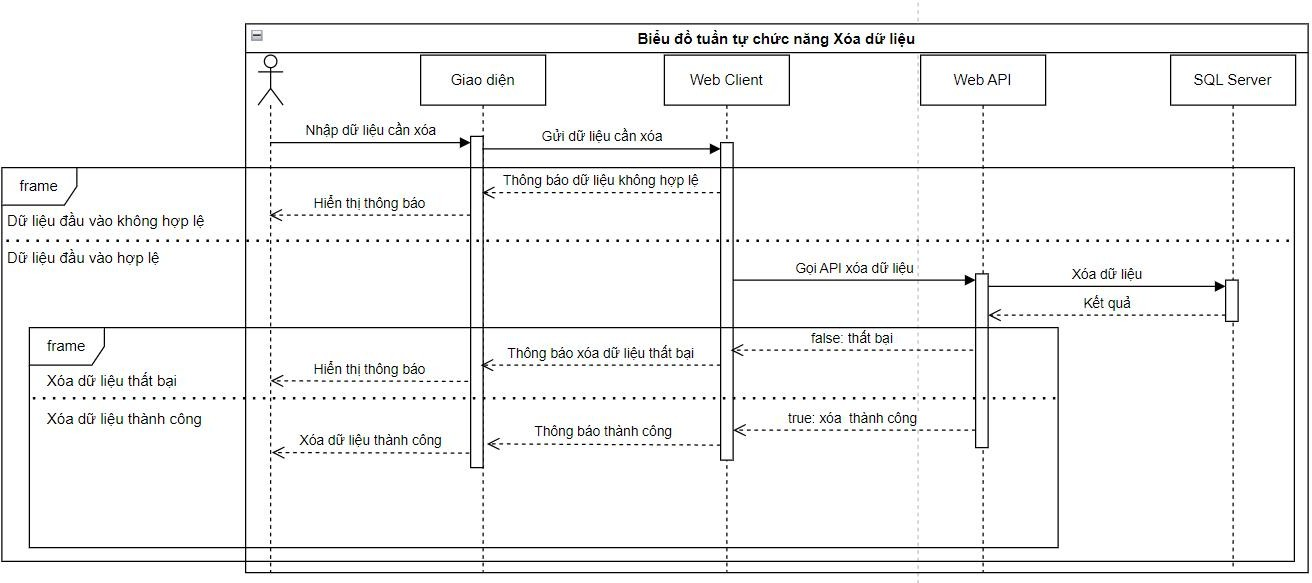 Biểu đồ tuần tự chức năng Xóa dữ liệu
Giao diện
Web Client
Web API
SQL Server
Nhập dữ liệu cần xóa
Gửi dữ liệu cần xóa
frame
Thông báo dữ liệu không hợp lệ
Hiển thị thông báo
Dữ liệu đầu vào không hợp lệ
Dữ liệu đầu vào hợp lệ
Gọi API xóa dữ liệu
Xóa dữ liệu
Kết quả
frame
false: thất bại
Thông báo xóa dữ liệu thất bại
Hiển thị thông báo
Xóa dữ liệu thất bại
Xóa dữ liệu thành công
true: xóa  thành công
Thông báo thành công
Xóa dữ liệu thành công